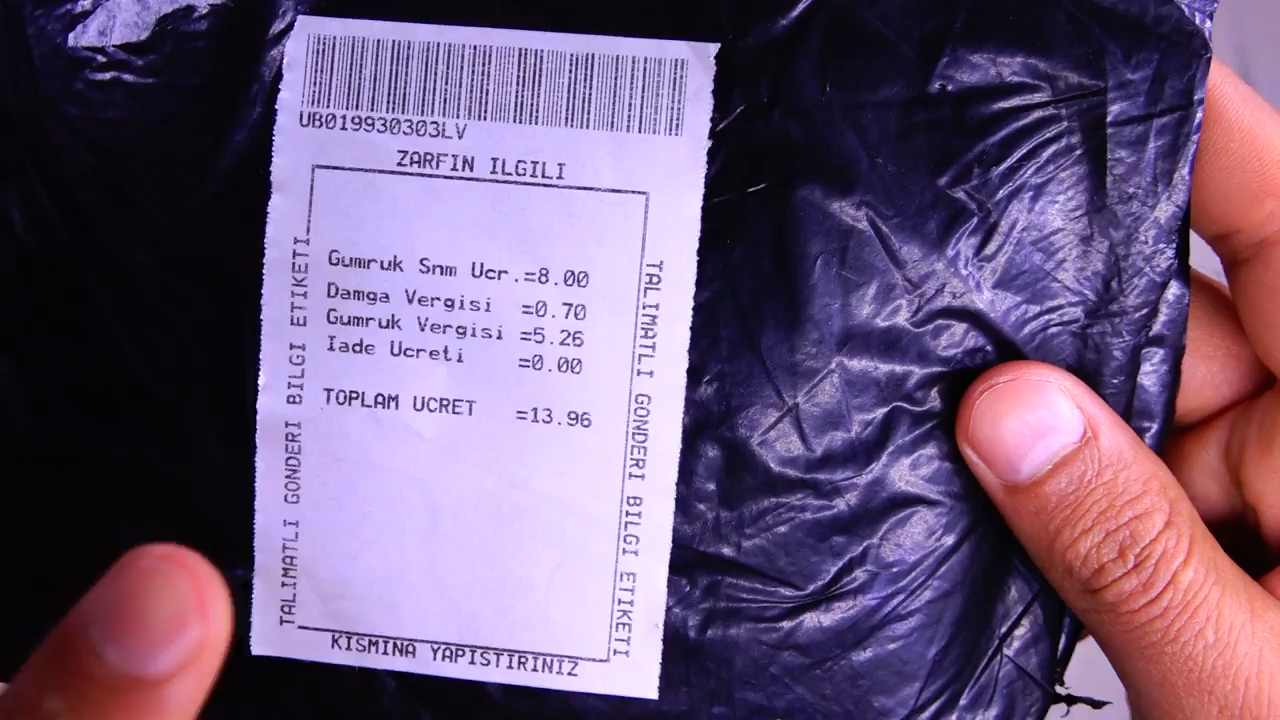 UB019930303LV
ZARFIN ILGILI
TALIMATLI GONDERI BILGI ETIKETI
Gumruk Snm Ucr.=8.00
Damga Vergisi =0.70
Gumruk Vergisi =5.26
Iade Ucreti =0.00
TOPLAM UCRET =13.96
TALIMATLI GONDERI BILGI ETIKETI
KISMINA YAPISTIRINIZ